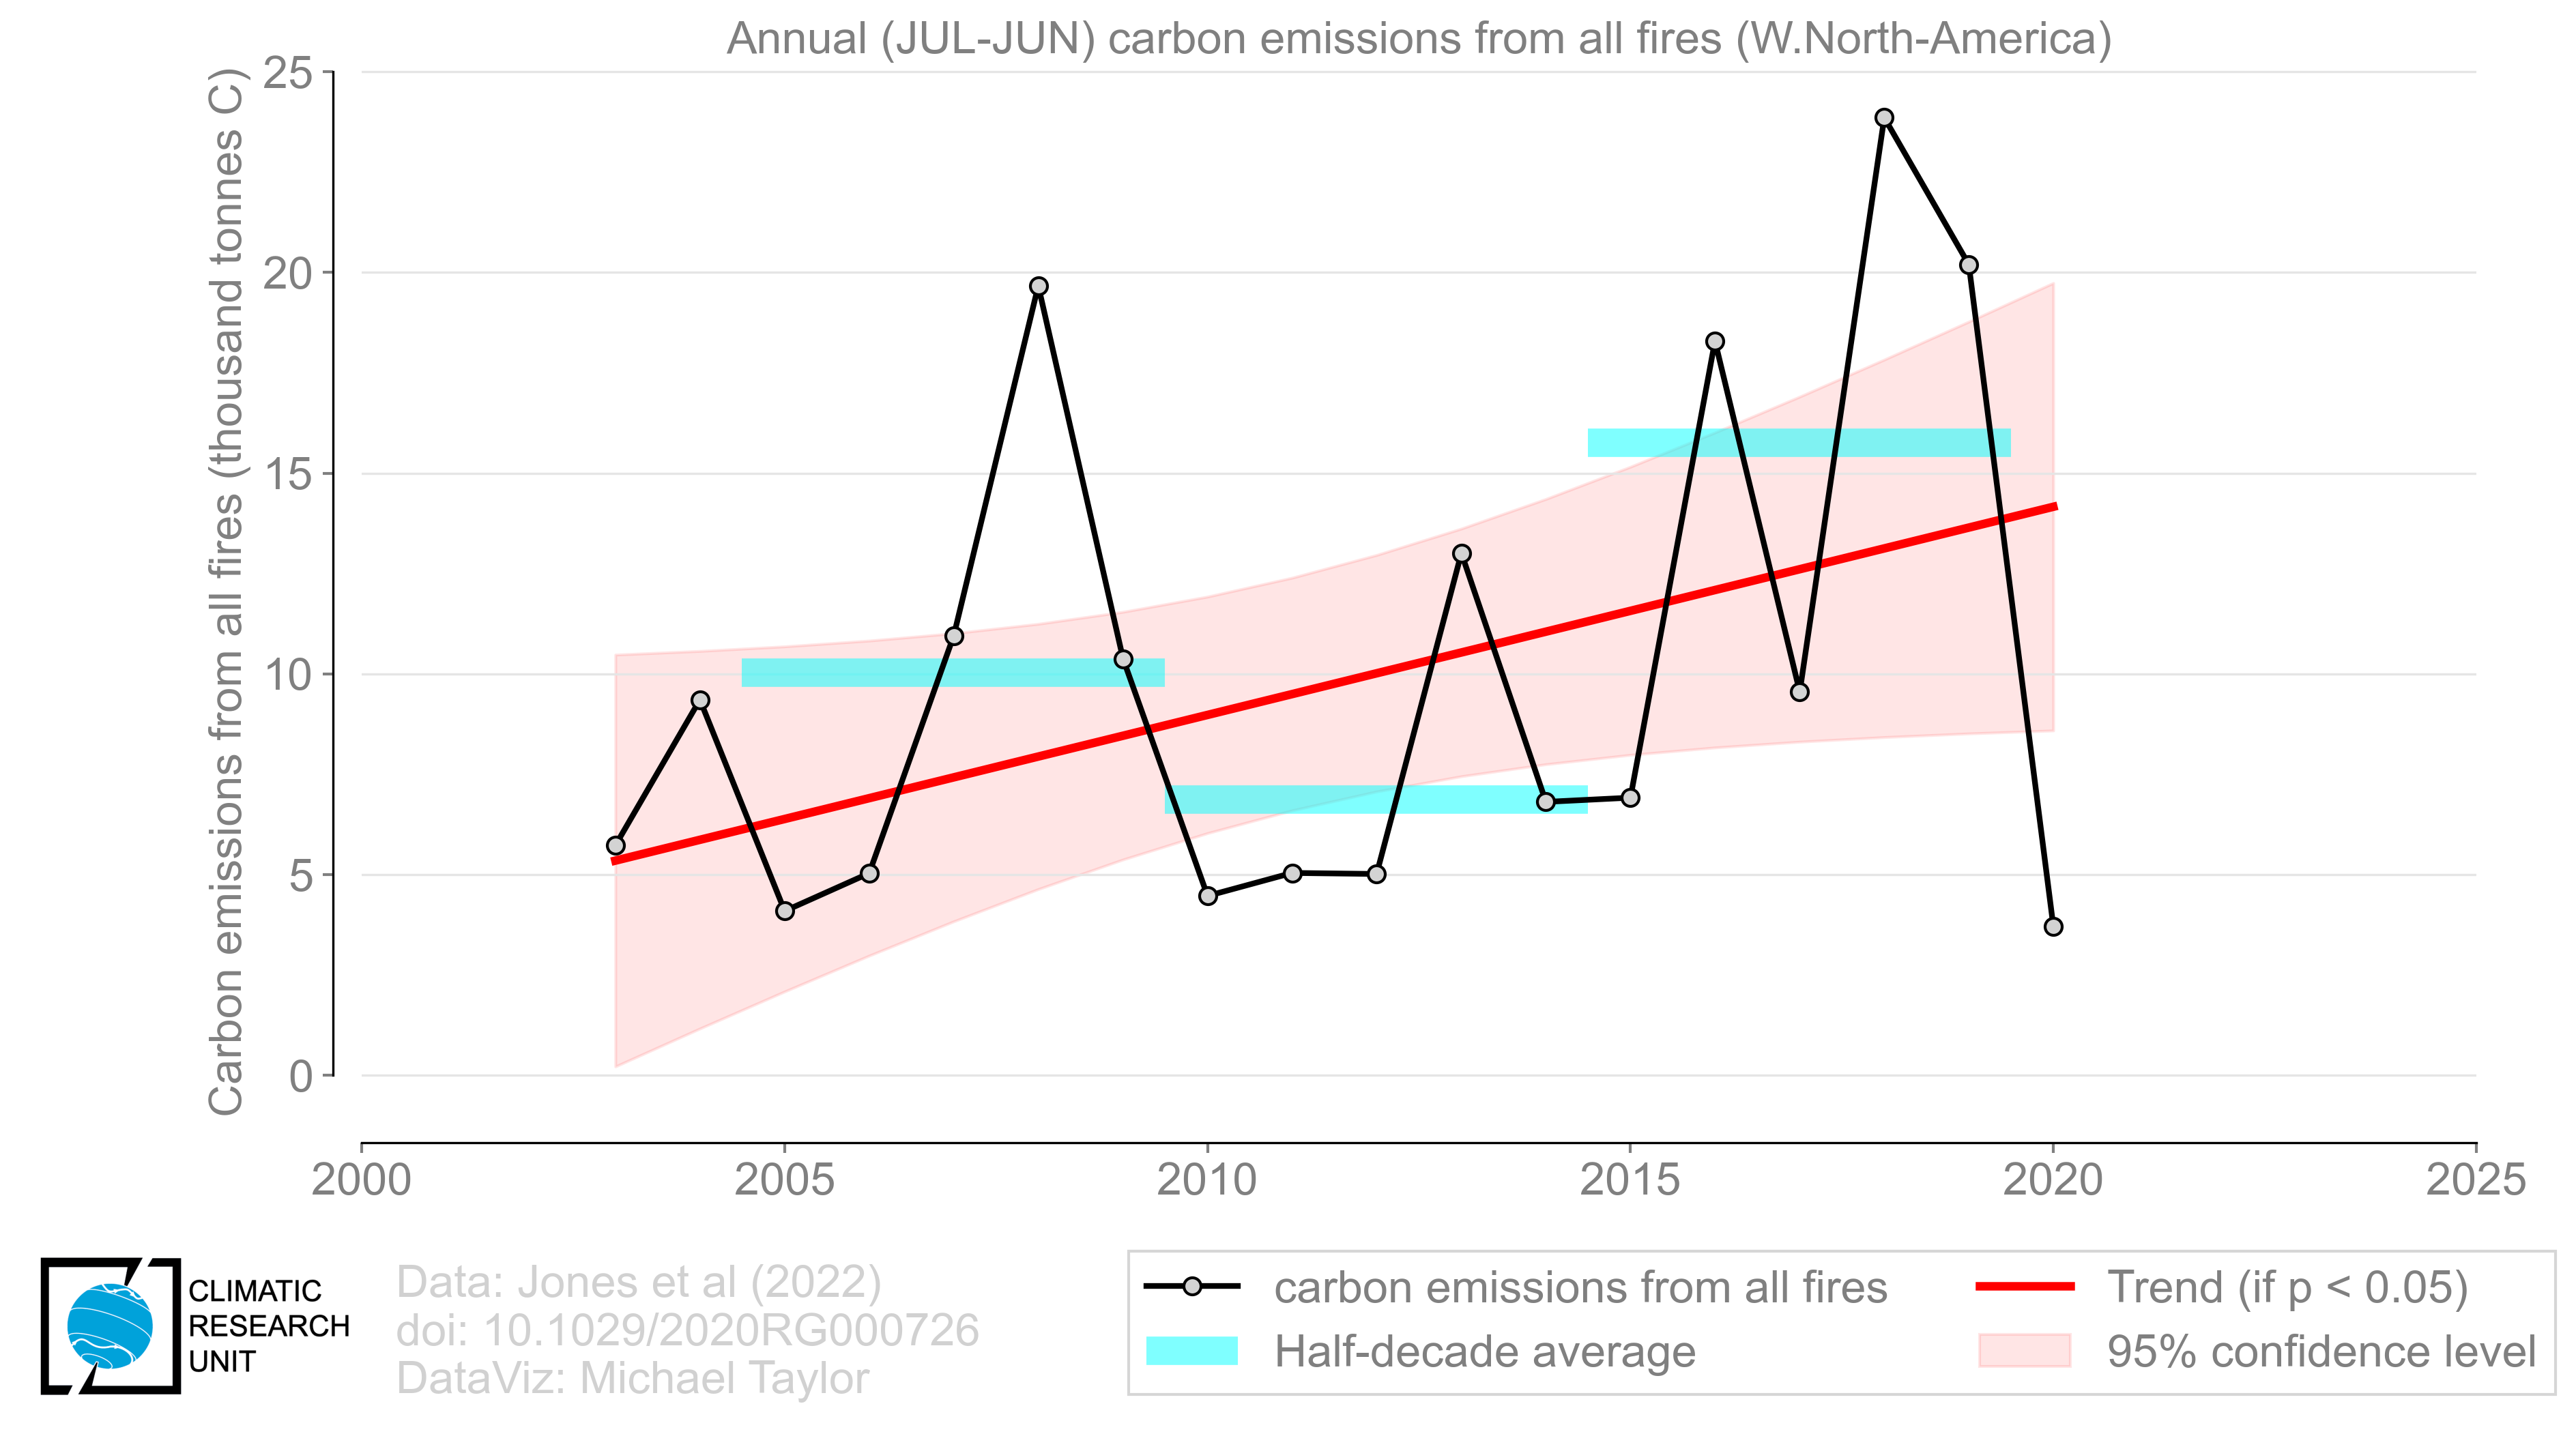 Annual (JUL-JUN) carbon emissions from all fires (W.North-America)
Carbon emissions from all fires (thousand tonnes C)
25
20
15
10
5
0
2000 2005 2010 2015 2020 2025
CLIMATIC
RESEARCH
UNIT
Data: Jones et al (2022)
doi: 10.1029/2020RG000726
DataViz: Michael Taylor
carbon emissions from all fires
Half-decade average
Trend (if p < 0.05)
95% confidence level